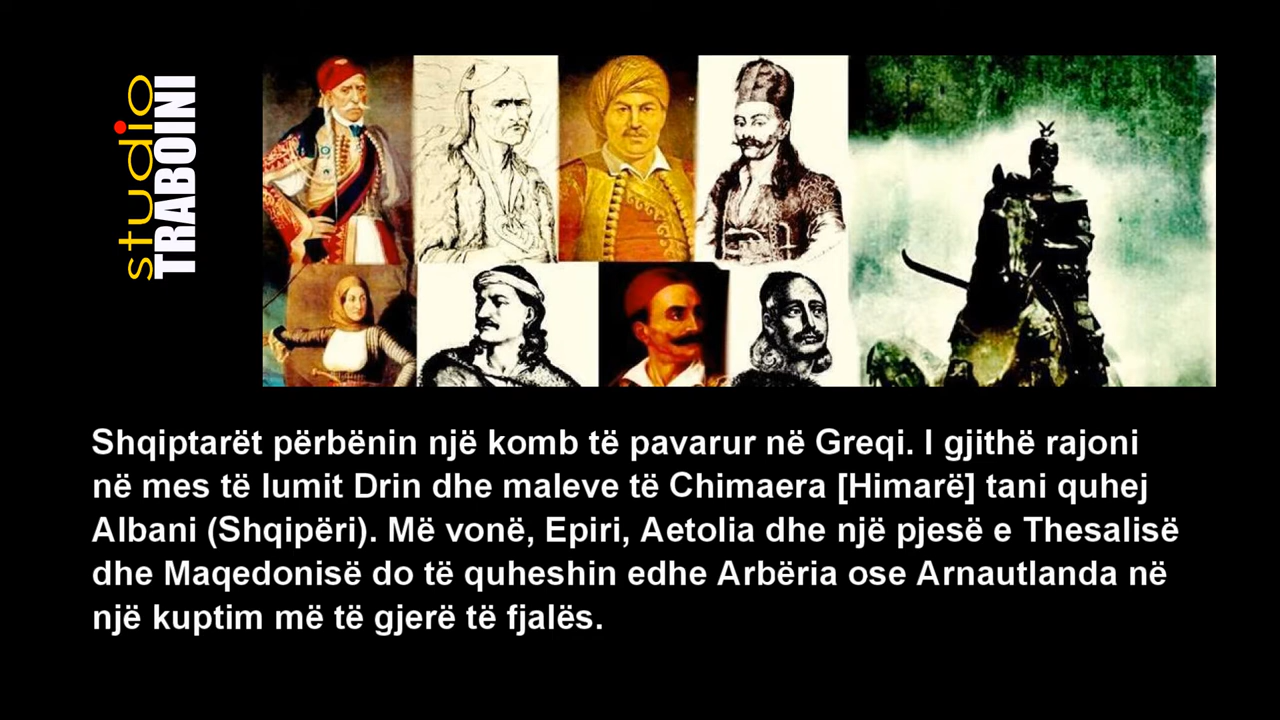 studio
TRABOINI
Shqiptarët përbënin një komb të pavarur në Greqi. I gjithë rajoni
në mes të lumit Drin dhe maleve të Chimaera [Himarë] tani quhej
Albani (Shqipëri). Më vonë, Epiri, Aetolia dhe një pjesë e Thesalisë
dhe Maqedonisë do të quheshin edhe Arbëria ose Arnautlanda në
një kuptim më të gjerë të fjalës.